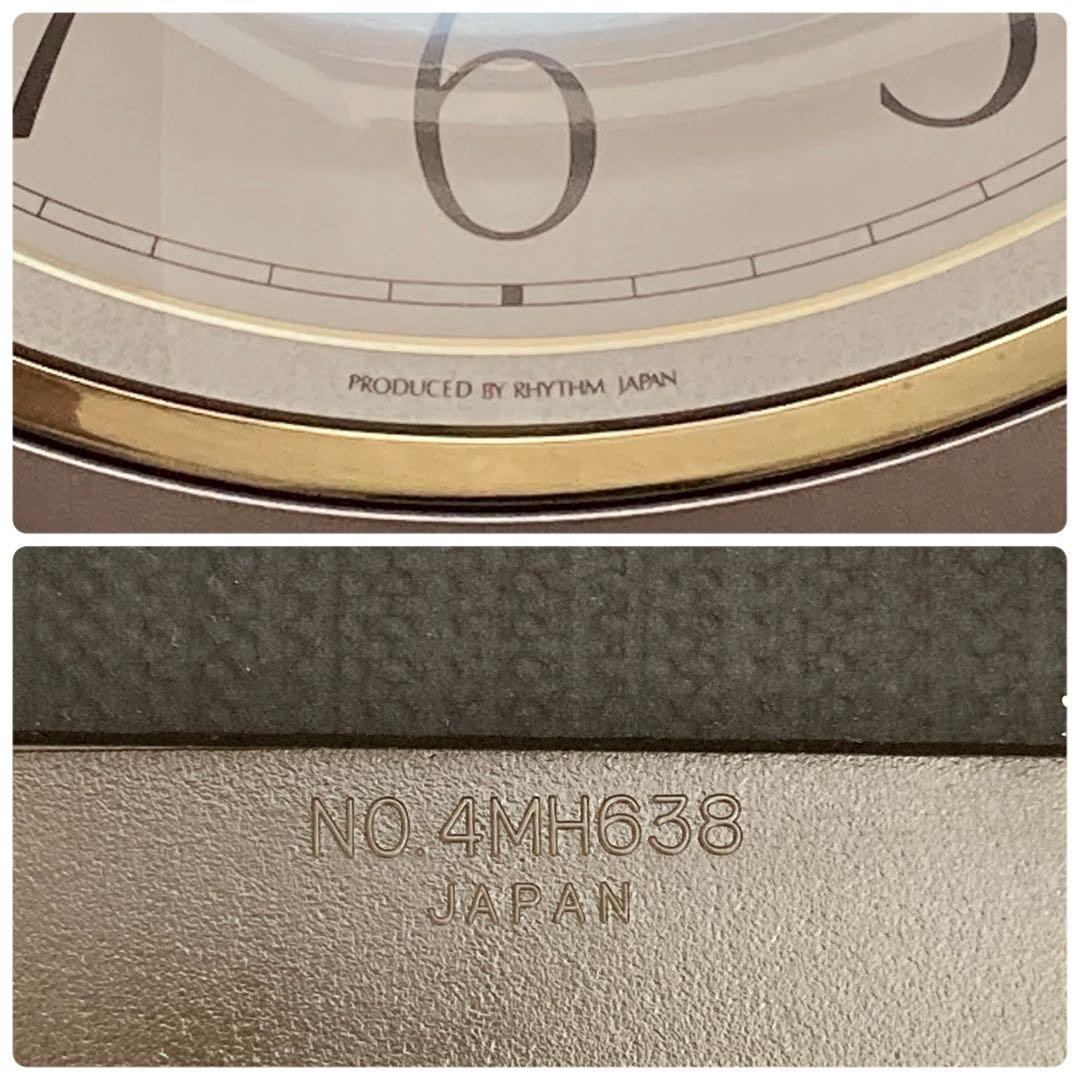 7 6 5
PRODUCED BY RHYTHM JAPAN
NO.4MH638
JAPAN